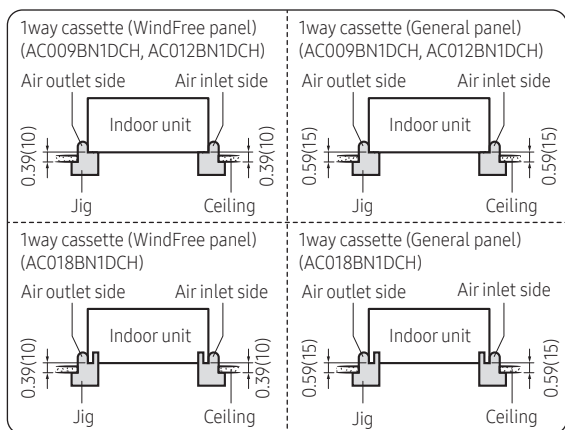 1way cassette (WindFree panel)
(AC009BN1DCH, AC012BN1DCH)
Air outlet side Air inlet side
Indoor unit
0.39(10)
0.39(10)
Jig Ceiling
1way cassette (General panel)
(AC009BN1DCH, AC012BN1DCH)
Air outlet side Air inlet side
Indoor unit
0.59(15)
0.59(15)
Jig Ceiling
1way cassette (WindFree panel)
(AC018BN1DCH)
Air outlet side Air inlet side
Indoor unit
0.39(10)
0.39(10)
Jig Ceiling
1way cassette (General panel)
(AC018BN1DCH)
Air outlet side Air inlet side
Indoor unit
0.59(15)
0.59(15)
Jig Ceiling